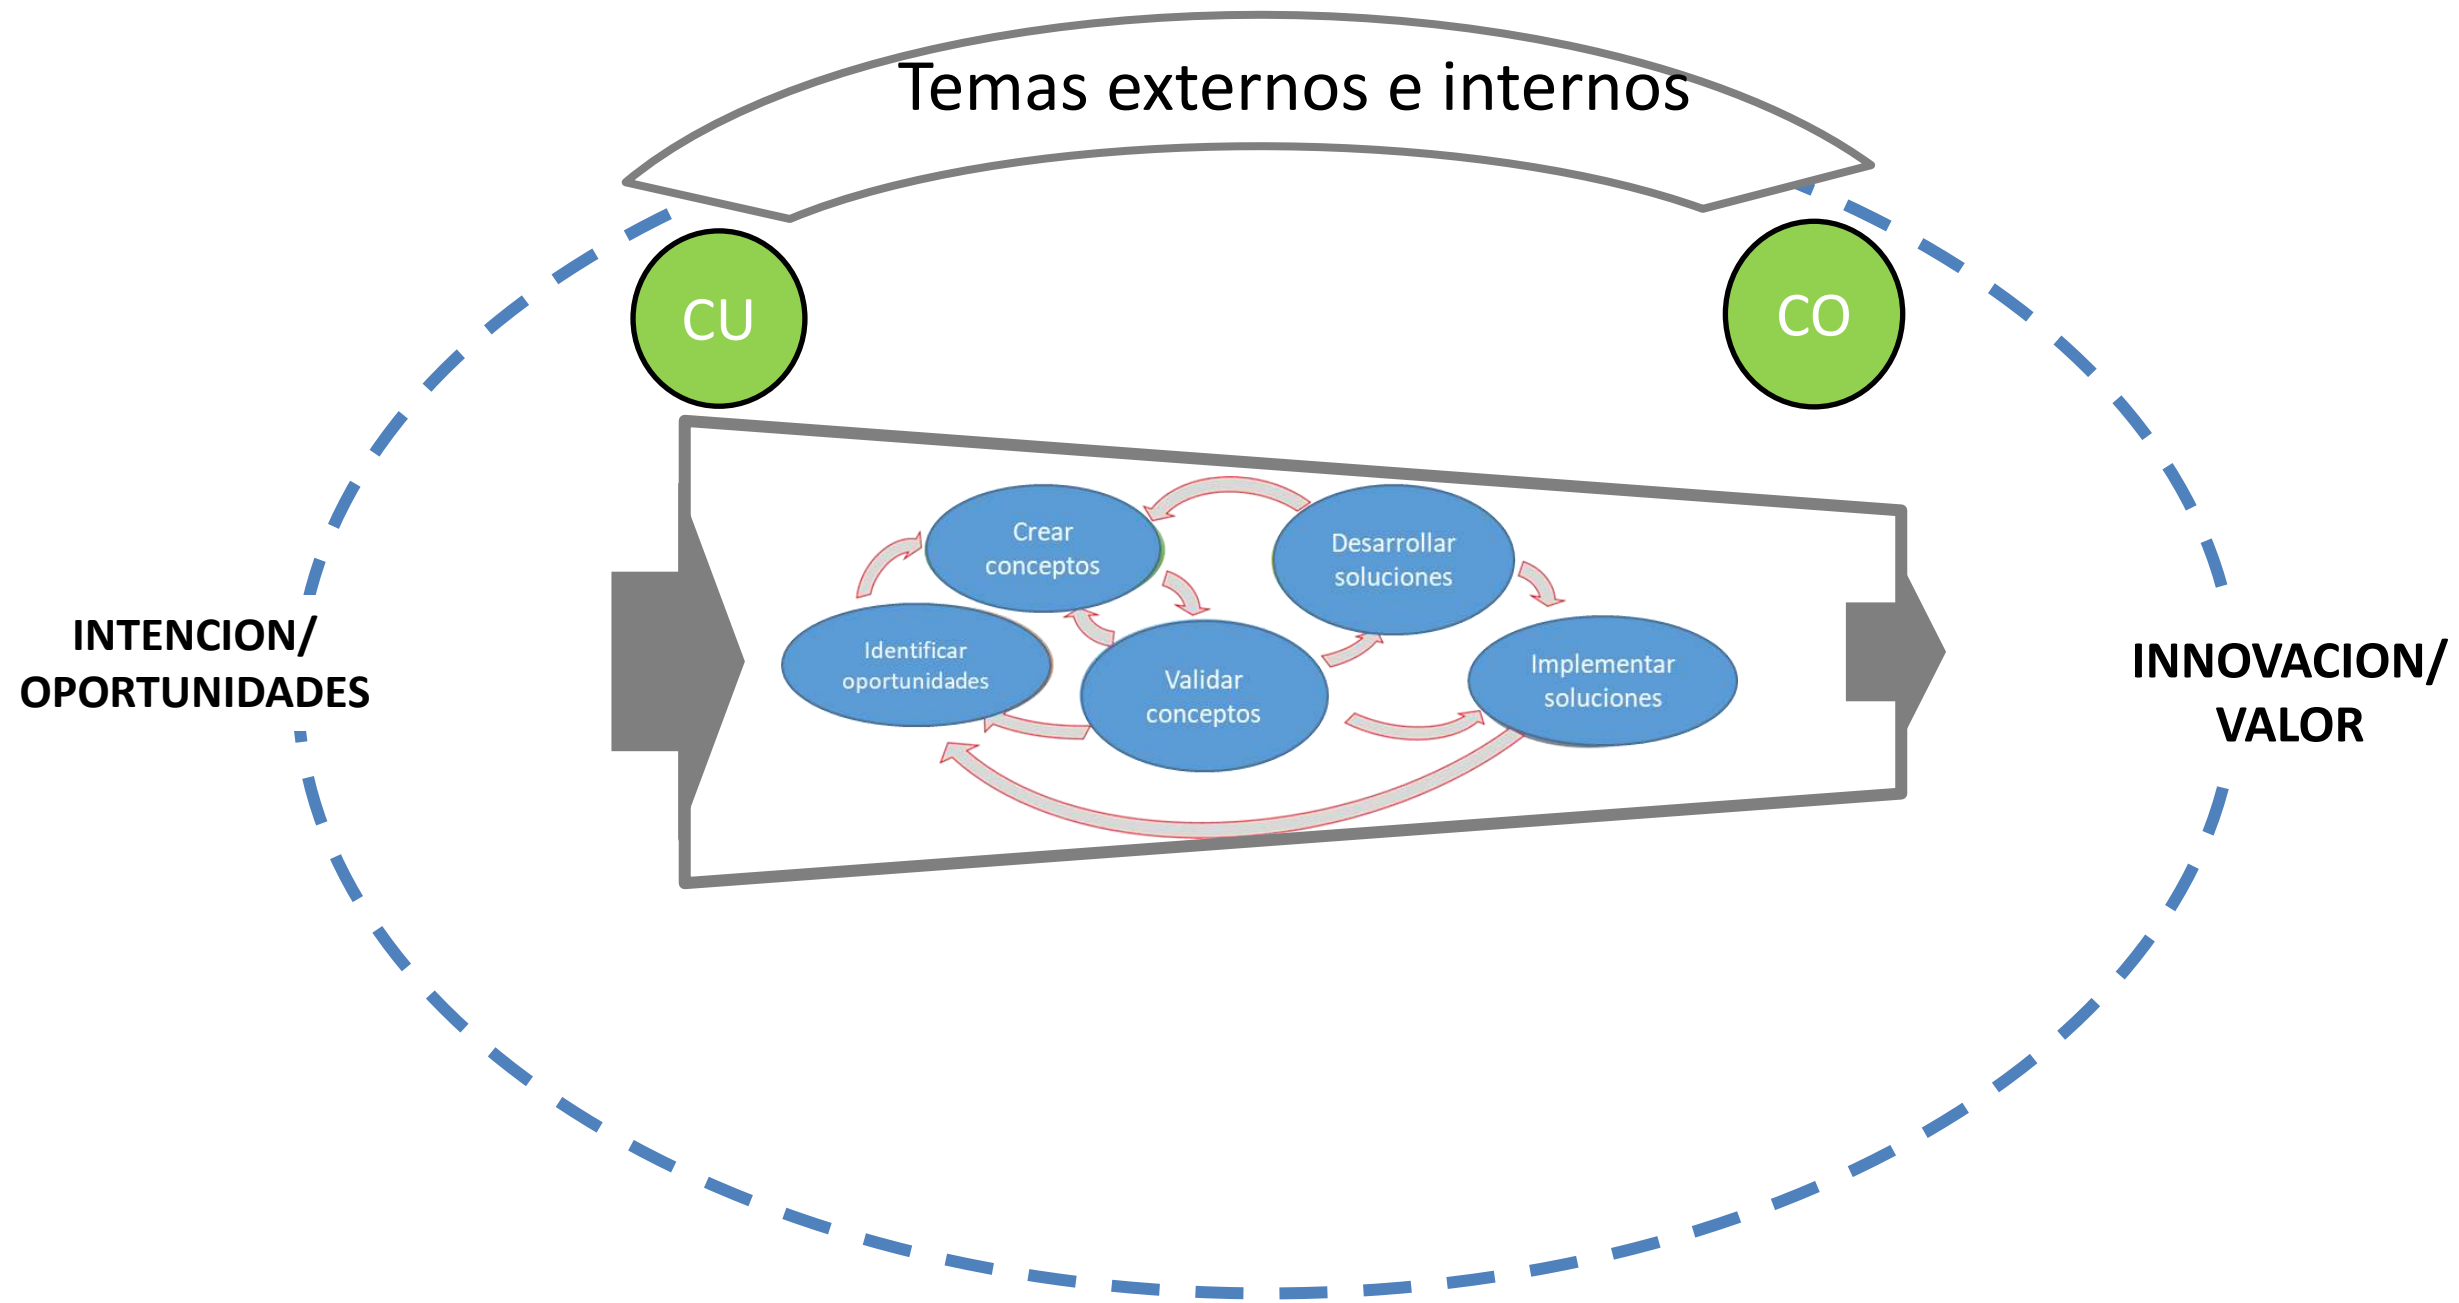 Temas externos e internos
CU
CO
Crear
conceptos
Desarrollar
soluciones
Identificar
oportunidades
Validar
conceptos
Implementar
soluciones
INTENCION/
OPORTUNIDADES
INNOVACION/
VALOR